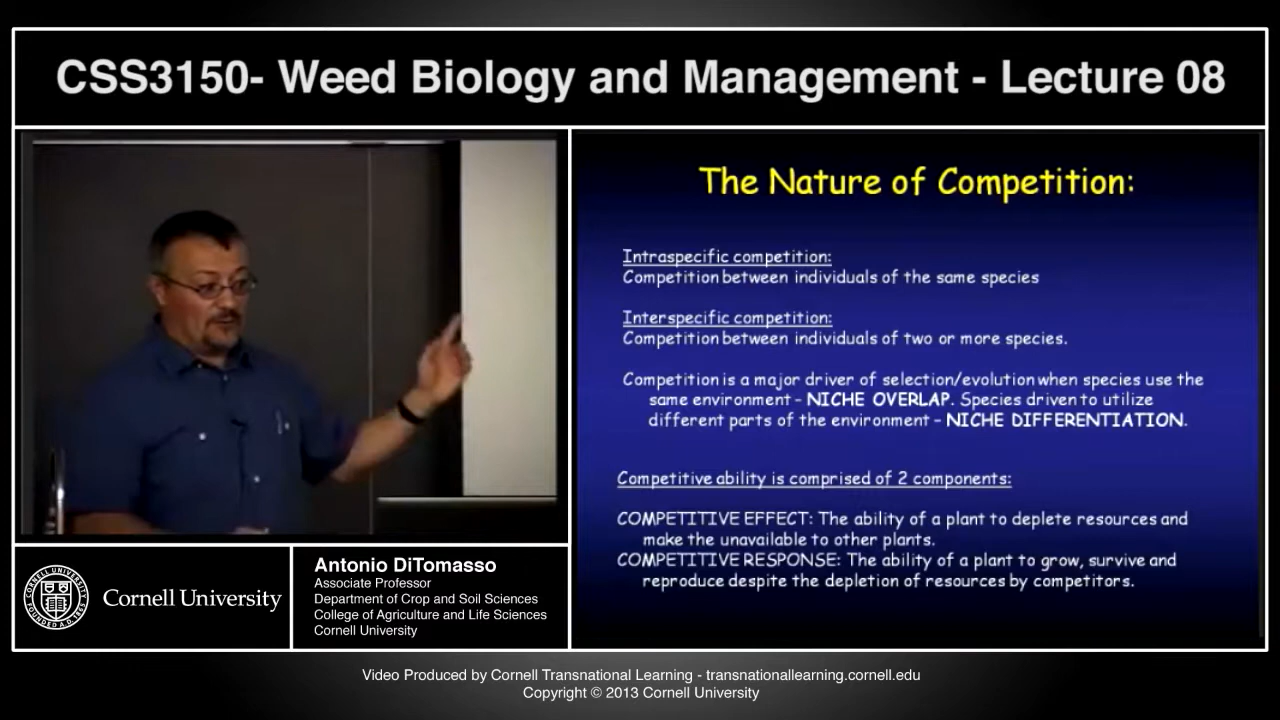 CSS3150- Weed Biology and Management - Lecture 08
The Nature of Competition:
Intraspecific competition:
Competition between individuals of the same species
Interspecific competition:
Competition between individuals of two or more species.
Competition is a major driver of selection/evolution when species use the
same environment – NICHE OVERLAP. Species driven to utilize
different parts of the environment – NICHE DIFFERENTIATION.
Competitive ability is comprised of 2 components:
COMPETITIVE EFFECT: The ability of a plant to deplete resources and
make the unavailable to other plants.
COMPETITIVE RESPONSE: The ability of a plant to grow, survive and
reproduce despite the depletion of resources by competitors.
Cornell University
Antonio DiTomasso
Associate Professor
Department of Crop and Soil Sciences
College of Agriculture and Life Sciences
Cornell University
Video Produced by Cornell Transnational Learning - transnationallearning.cornell.edu
Copyright © 2013 Cornell University